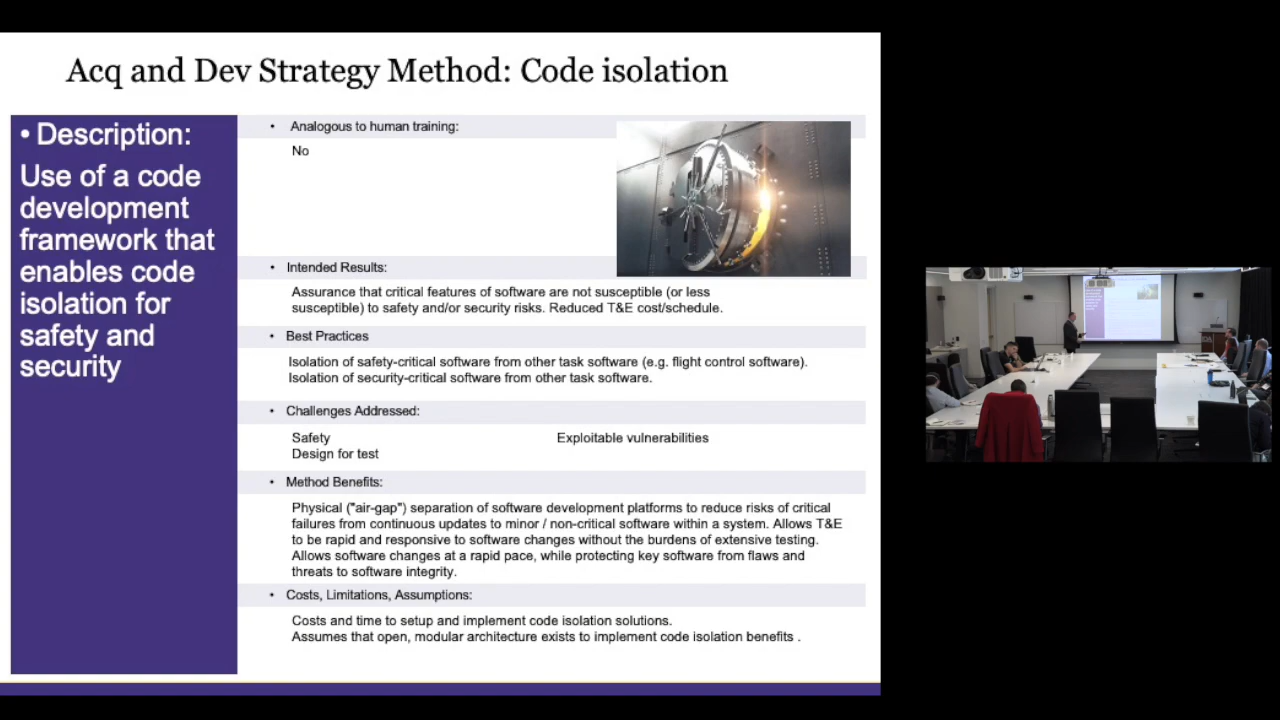 Acq and Dev Strategy Method: Code isolation
• Description:
Use of a code
development
framework that
enables code
isolation for
safety and
security
• Analogous to human training:
No
• Intended Results:
Assurance that critical features of software are not susceptible (or less
susceptible) to safety and/or security risks. Reduced T&E cost/schedule.
• Best Practices
Isolation of safety-critical software from other task software (e.g. flight control software).
Isolation of security-critical software from other task software.
• Challenges Addressed:
Safety
Exploitable vulnerabilities
Design for test
• Method Benefits:
Physical ("air-gap") separation of software development platforms to reduce risks of critical
failures from continuous updates to minor / non-critical software within a system. Allows T&E
to be rapid and responsive to software changes without the burdens of extensive testing.
Allows software changes at a rapid pace, while protecting key software from flaws and
threats to software integrity.
• Costs, Limitations, Assumptions:
Costs and time to setup and implement code isolation solutions.
Assumes that open, modular architecture exists to implement code isolation benefits .